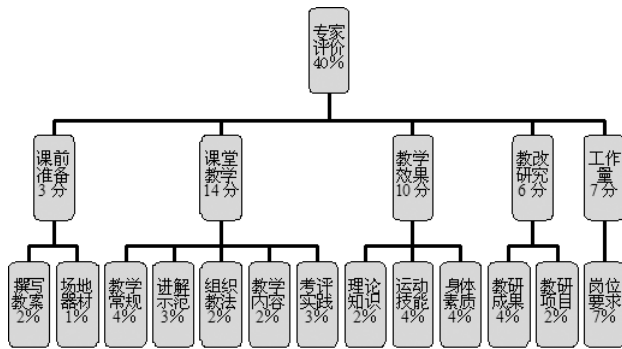 专家
评价
40%
课前
准备
3 分
课堂
教学
14分
教学
效果
10 分
教改
研究
6 分
工作
量
7 分
撰写
教案
2%
场地
器材
1%
教学
常规
4%
进解
示范
3%
组织
教法
2%
教学
内容
2%
考评
实践
3%
理论
知识
2%
运动
技能
4%
身体
素质
4%
教研
成果
4%
教研
项目
2%
岗位
要求
7%